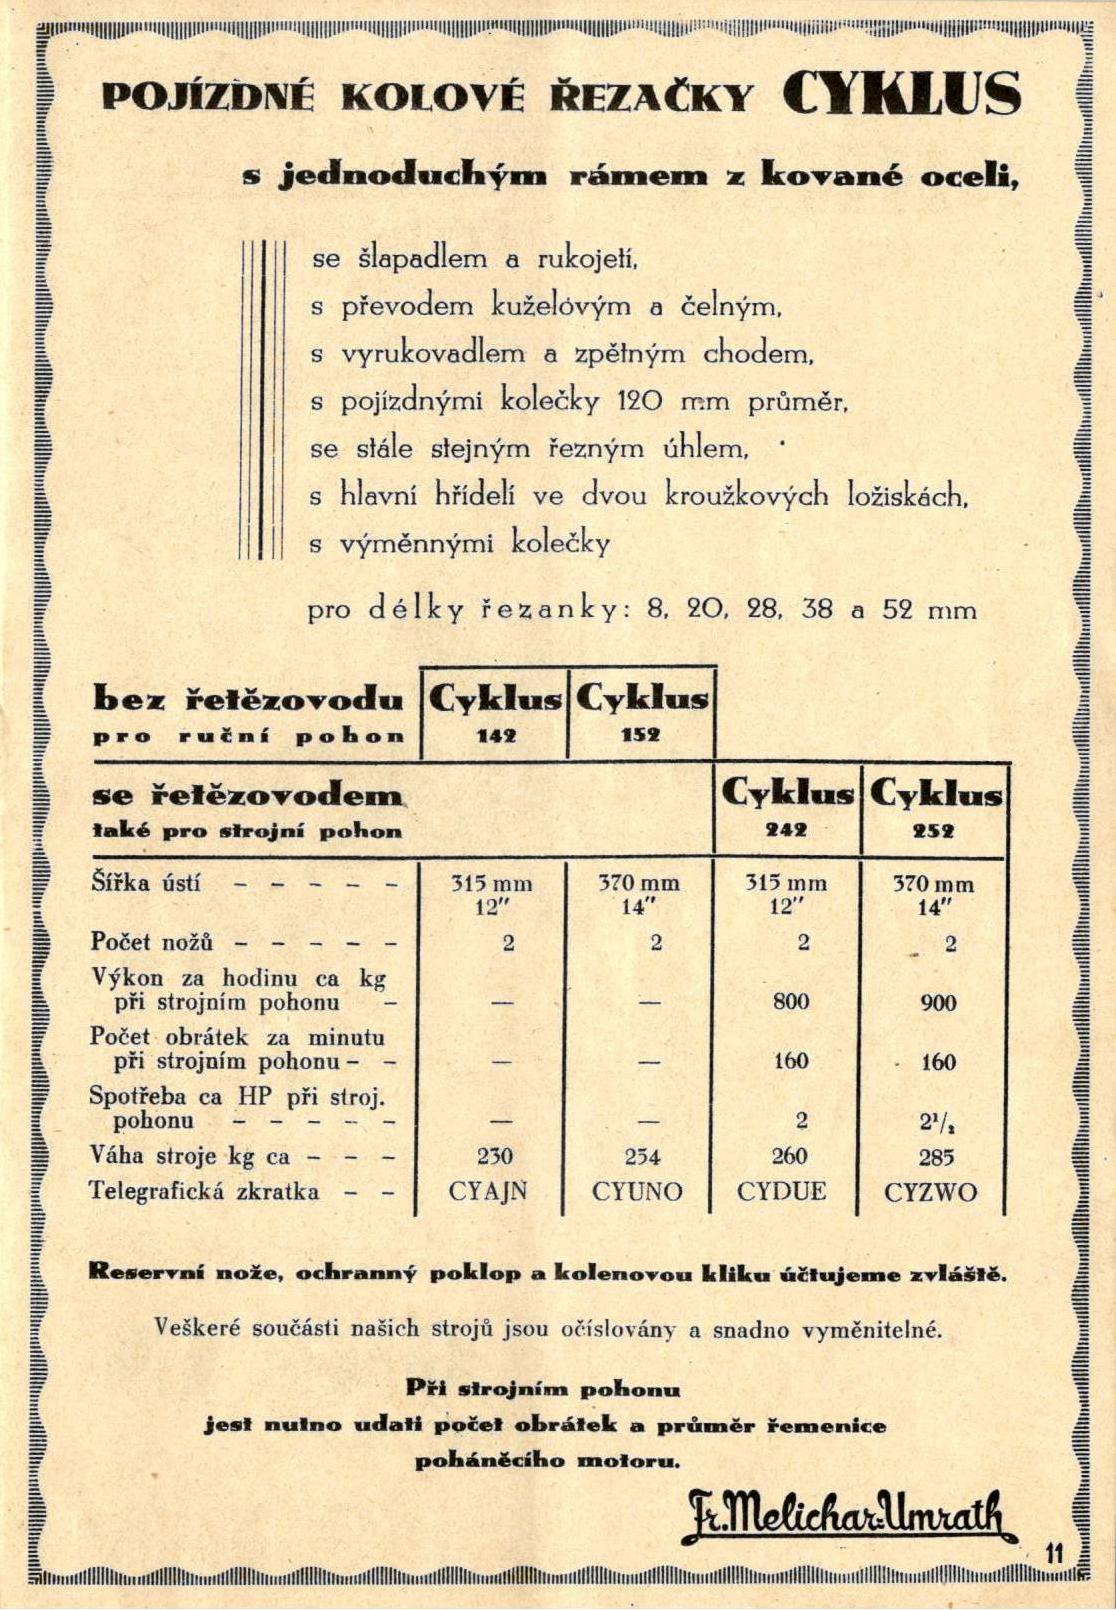 POJÍZDNÉ KOLOVÉ ŘEZAČKY CYKLUS
s jednoduchým rámem z kované oceli,
se šlapadlem a rukojetí,
s převodem kuželóvým a čelným,
s vyrukovadlem a zpětným chodem,
s pojízdnými kolečky 120 mm průměr,
se stále stejným řezným úhlem,
s hlavní hřídelí ve dvou kroužkových ložiskách,
s výměnnými kolečky
pro délky řezanky: 8, 20, 28, 38 a 52 mm
bez řetězovodu Cyklus Cyklus
pro ruční pohon 142 152
se řetězovodem Cyklus Cyklus
také pro strojní pohon 242 252
Šířka ústí – – – – – 315 mm 370 mm 315 mm 370 mm
12" 14" 12" 14"
Počet nožů – – – – – 2 2 2 2
Výkon za hodinu ca kg
při strojním pohonu – — — 800 900
Počet obrátek za minutu
při strojním pohonu – – — — 160 160
Spotřeba ca HP při stroj.
pohonu – – – – – — — 2 2½
Váha stroje kg ca – – – 230 254 260 285
Telegrafická zkratka – – CYAJN CYUNO CYDUE CYZWO
Reservní nože, ochranný poklop a kolenovou kliku účtujeme zvláště.
Veškeré součásti našich strojů jsou očíslovány a snadno vyměnitelné.
Při strojním pohonu
jest nutno udati počet obrátek a průměr řemenice
poháněcího motoru.
Fr. Melichar-Umrath
11